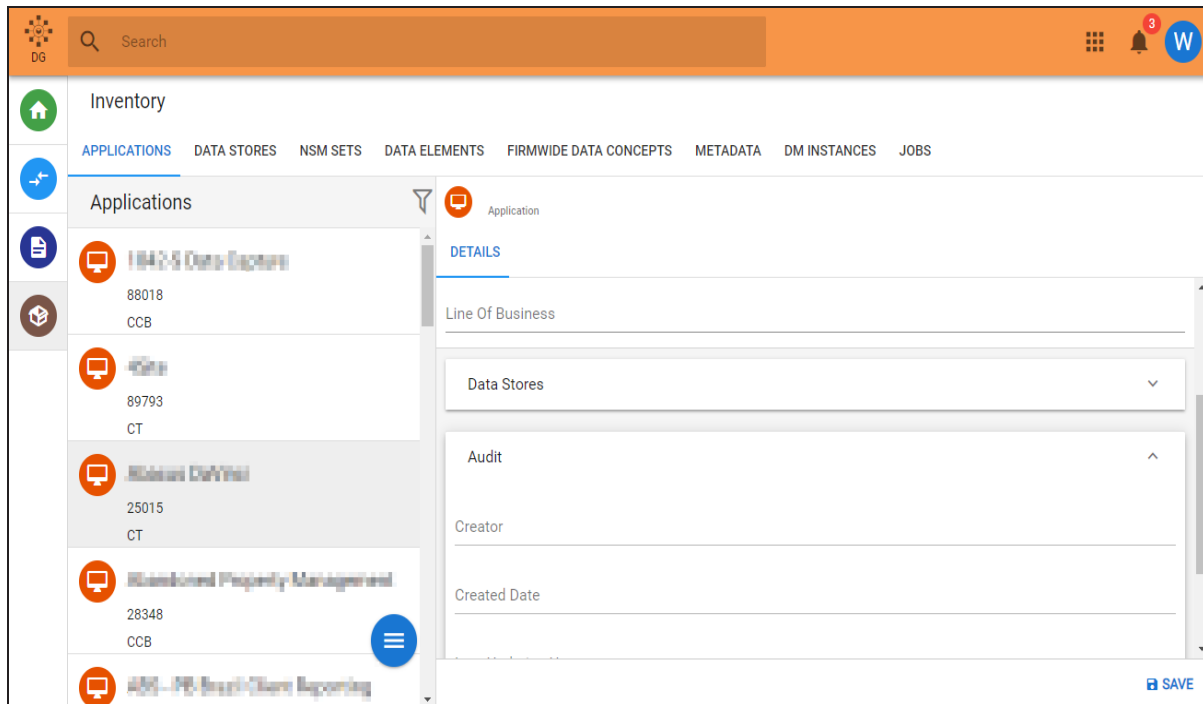 DG
Search
3
W
Inventory
APPLICATIONS DATA STORES NSM SETS DATA ELEMENTS FIRMWIDE DATA CONCEPTS METADATA DM INSTANCES JOBS
Applications
88018
CCB
89793
CT
25015
CT
28348
CCB
Application
DETAILS
Line Of Business
Data Stores
Audit
Creator
Created Date
SAVE